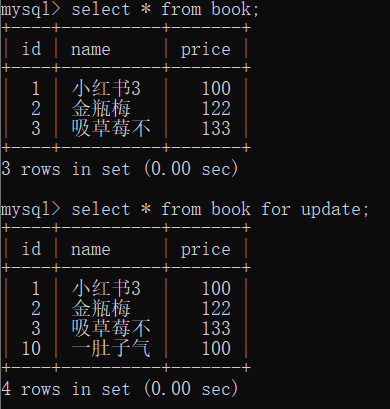 mysql> select * from book;
+----+-----------+-------+
| id | name      | price |
+----+-----------+-------+
|  1 | 小红书3   |   100 |
|  2 | 金瓶梅    |   122 |
|  3 | 吸草莓不  |   133 |
+----+-----------+-------+
3 rows in set (0.00 sec)
mysql> select * from book for update;
+----+-----------+-------+
| id | name      | price |
+----+-----------+-------+
|  1 | 小红书3   |   100 |
|  2 | 金瓶梅    |   122 |
|  3 | 吸草莓不  |   133 |
| 10 | 一肚子气  |   100 |
+----+-----------+-------+
4 rows in set (0.00 sec)